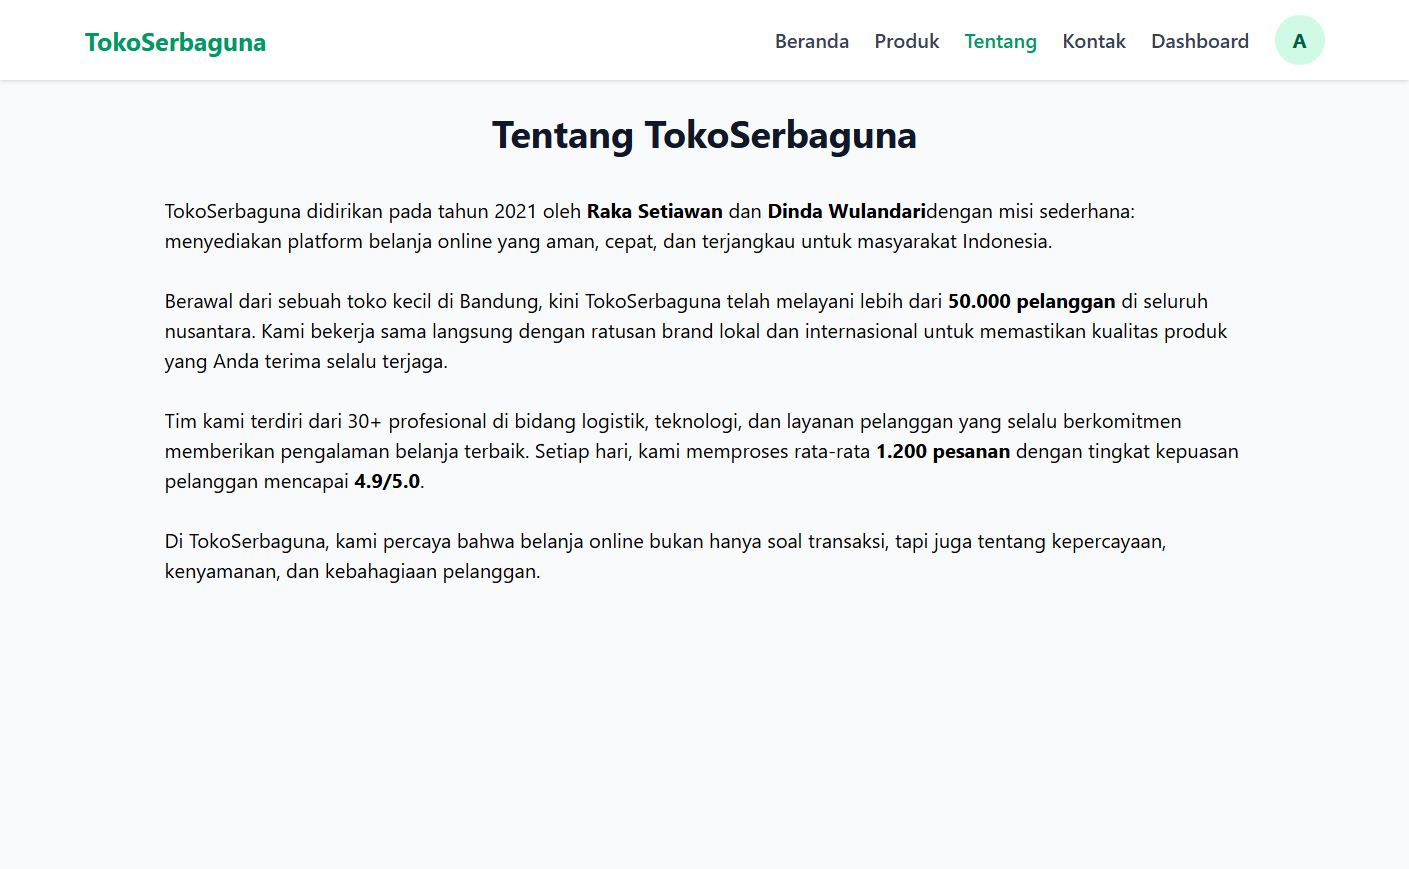 TokoSerbaguna
Beranda Produk Tentang Kontak Dashboard A
Tentang TokoSerbaguna
TokoSerbaguna didirikan pada tahun 2021 oleh Raka Setiawan dan Dinda Wulandaridengan misi sederhana:
menyediakan platform belanja online yang aman, cepat, dan terjangkau untuk masyarakat Indonesia.
Berawal dari sebuah toko kecil di Bandung, kini TokoSerbaguna telah melayani lebih dari 50.000 pelanggan di seluruh
nusantara. Kami bekerja sama langsung dengan ratusan brand lokal dan internasional untuk memastikan kualitas produk
yang Anda terima selalu terjaga.
Tim kami terdiri dari 30+ profesional di bidang logistik, teknologi, dan layanan pelanggan yang selalu berkomitmen
memberikan pengalaman belanja terbaik. Setiap hari, kami memproses rata-rata 1.200 pesanan dengan tingkat kepuasan
pelanggan mencapai 4.9/5.0.
Di TokoSerbaguna, kami percaya bahwa belanja online bukan hanya soal transaksi, tapi juga tentang kepercayaan,
kenyamanan, dan kebahagiaan pelanggan.